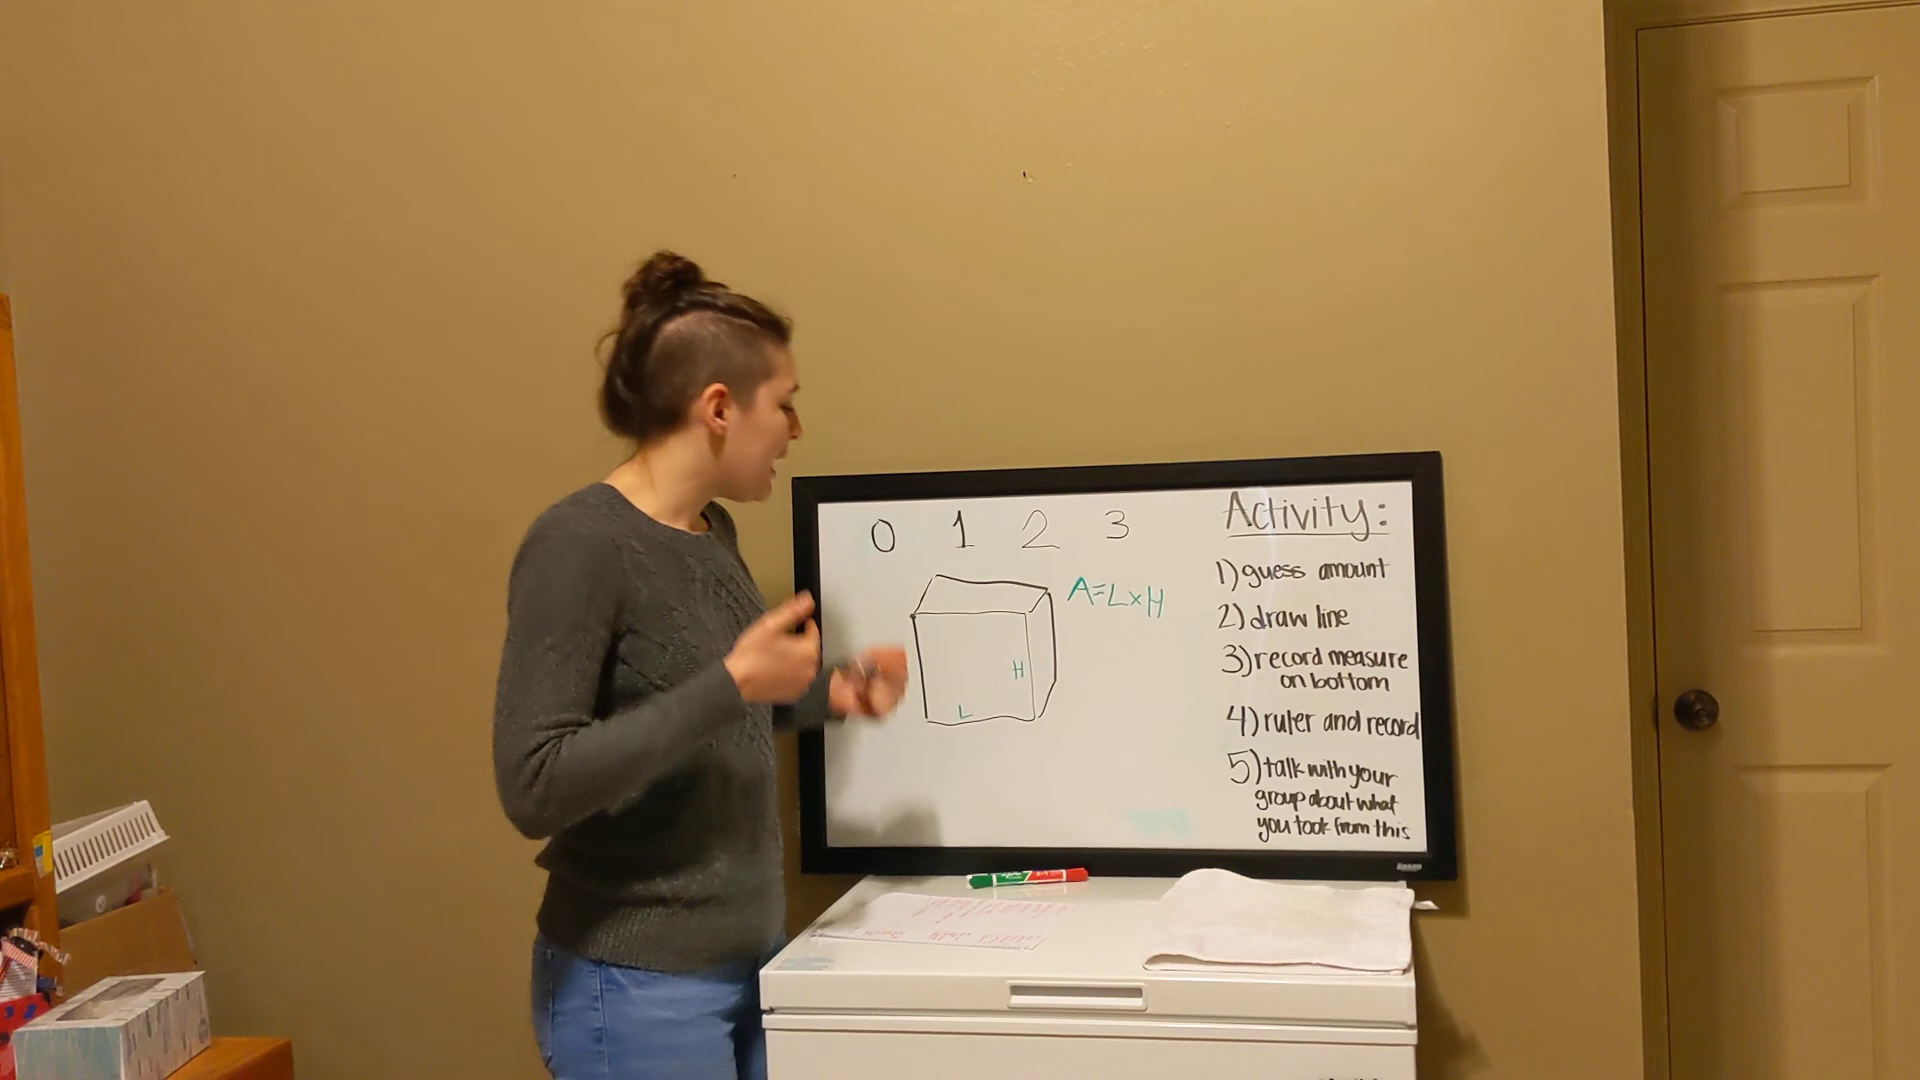 0 1 2 3
A=L×H
H
L
Activity:
1) guess amount
2) draw line
3) record measure
on bottom
4) ruler and record
5) talk with your
group about what
you took from this